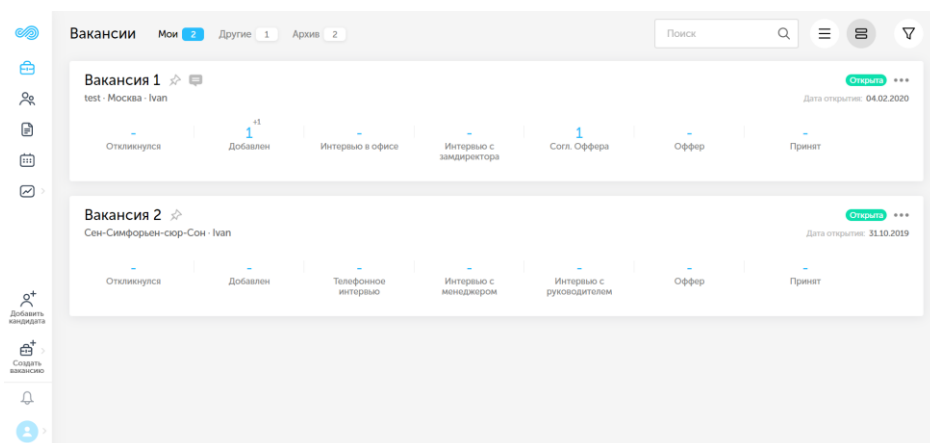 Вакансии Мои 2 Другие 1 Архив 2 Поиск
Вакансия 1 Открыта
test · Москва · Ivan Дата открытия: 04.02.2020
- 1 +1 - - 1 - -
Откликнулся Добавлен Интервью в офисе Интервью с Согл. Оффера Оффер Принят
замдиректора
Вакансия 2 Открыта
Сен-Симфорьен-сюр-Сон · Ivan Дата открытия: 31.10.2019
- - - - - - -
Откликнулся Добавлен Телефонное Интервью с Интервью с Оффер Принят
интервью менеджером руководителем
Добавить
кандидата
Создать
вакансию